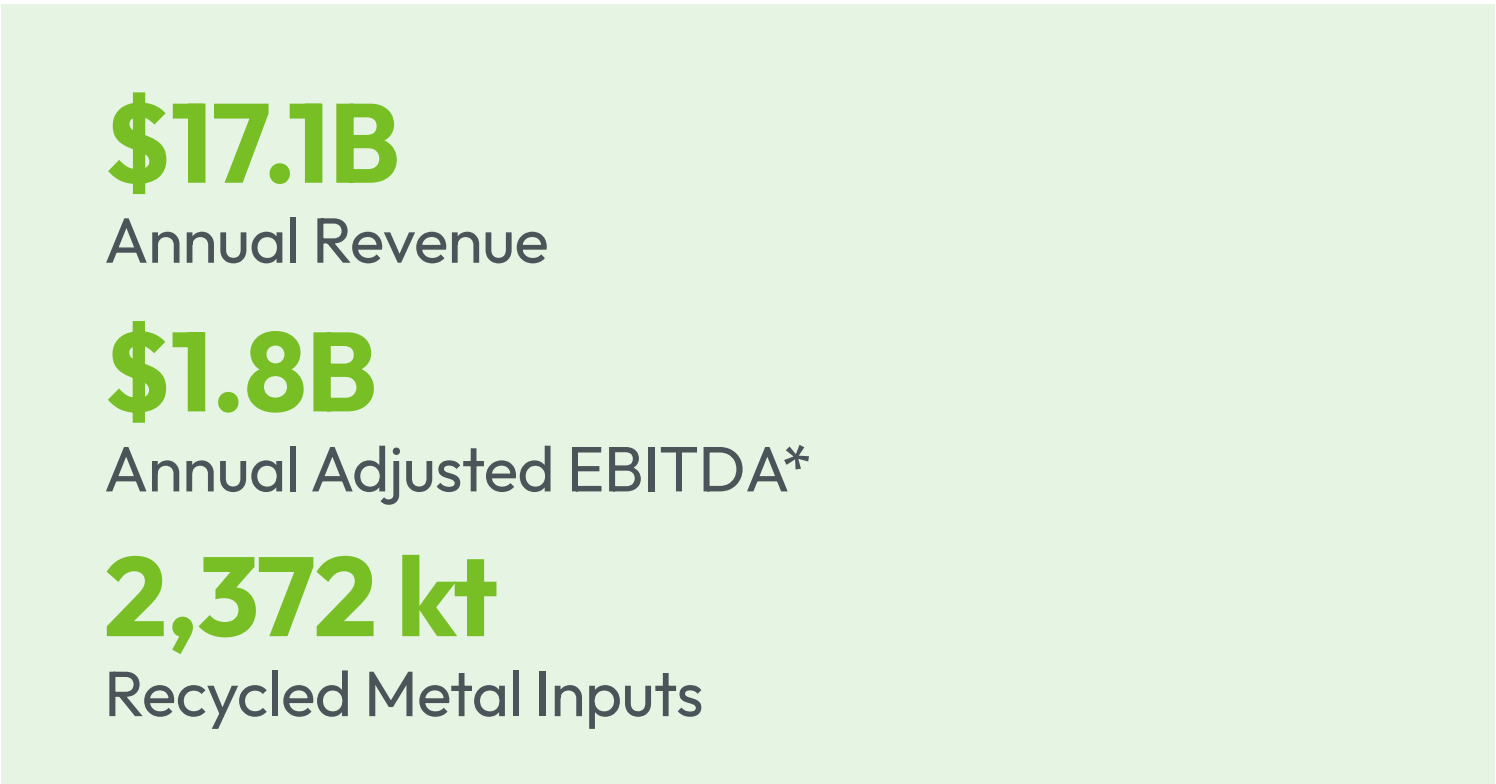 $17.1B
Annual Revenue
$1.8B
Annual Adjusted EBITDA*
2,372 kt
Recycled Metal Inputs